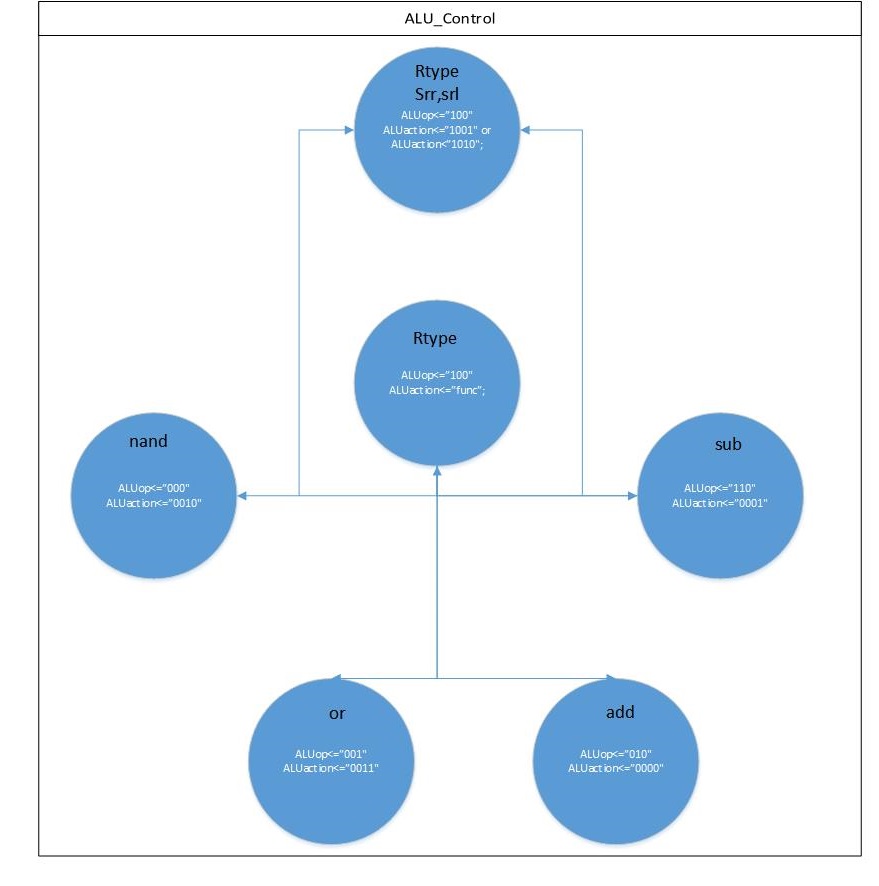 ALU_Control
Rtype
Srr,srl
ALUop<="100"
ALUaction<="1001" or
ALUaction<"1010";
Rtype
ALUop<="100"
ALUaction<="func";
nand
ALUop<="000"
ALUaction<="0010"
sub
ALUop<="110"
ALUaction<="0001"
or
ALUop<="001"
ALUaction<="0011"
add
ALUop<="010"
ALUaction<="0000"